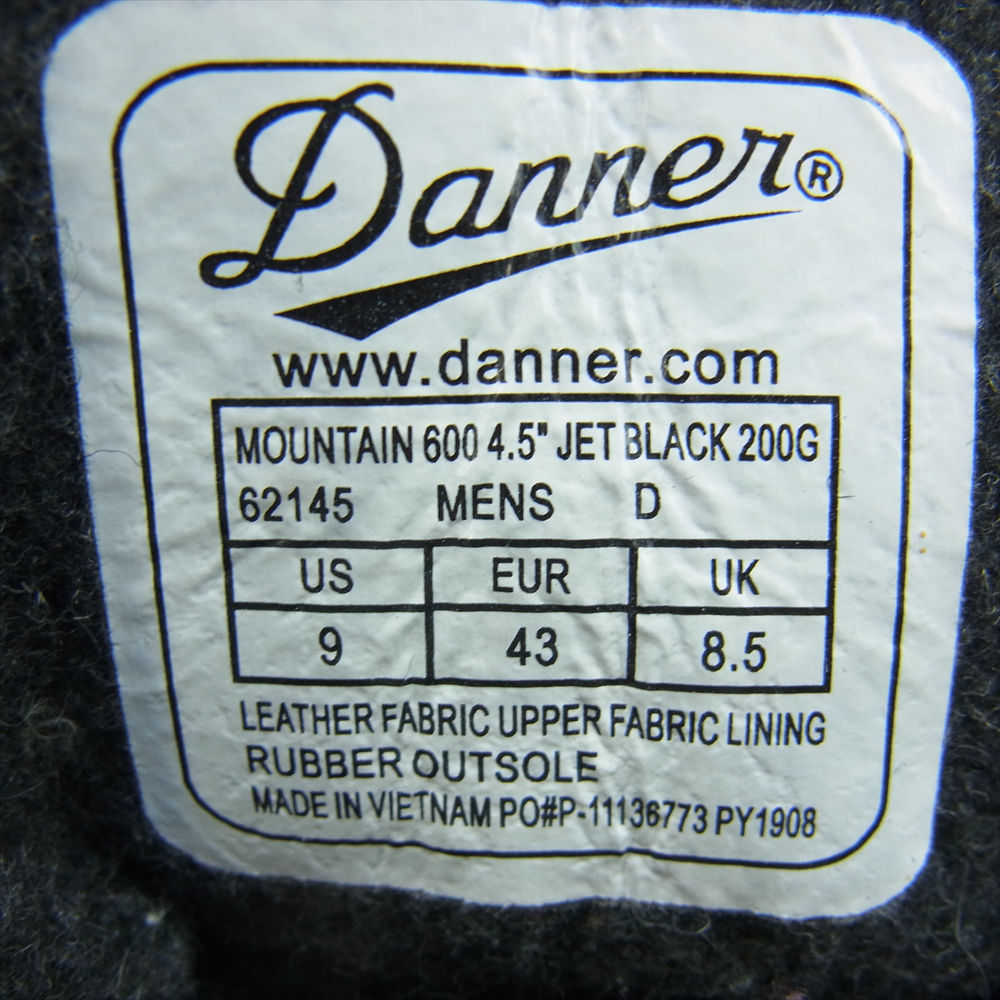 Danner®
www.danner.com
MOUNTAIN 600 4.5" JET BLACK 200G
62145 MENS D
US EUR UK
9 43 8.5
LEATHER FABRIC UPPER FABRIC LINING
RUBBER OUTSOLE
MADE IN VIETNAM PO#P-11136773 PY1908